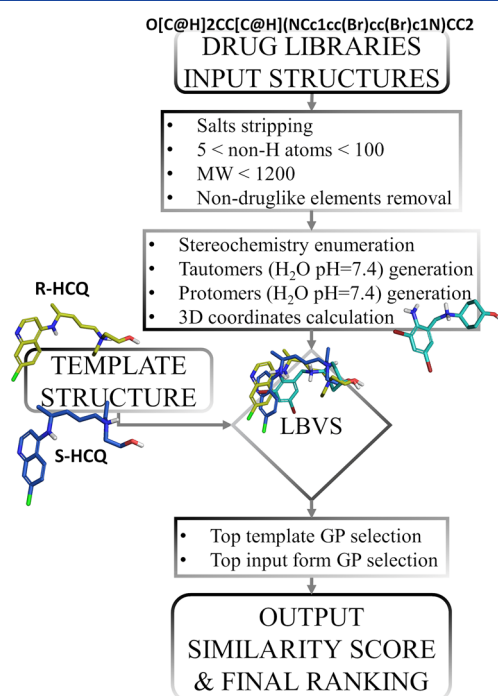 O[C@H]2CC[C@H](NCc1cc(Br)cc(Br)c1N)CC2
DRUG LIBRARIES
INPUT STRUCTURES
• Salts stripping
• 5 < non-H atoms < 100
• MW < 1200
• Non-druglike elements removal
• Stereochemistry enumeration
• Tautomers (H₂O pH=7.4) generation
• Protomers (H₂O pH=7.4) generation
• 3D coordinates calculation
R-HCQ
TEMPLATE
STRUCTURE
S-HCQ
LBVS
• Top template GP selection
• Top input form GP selection
OUTPUT
SIMILARITY SCORE
& FINAL RANKING